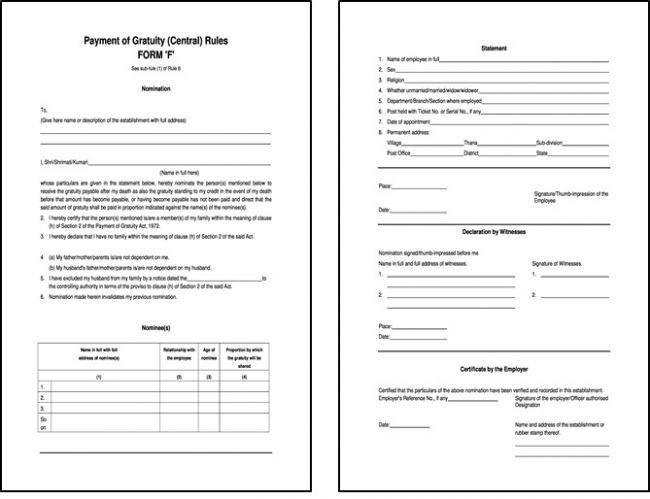 Payment of Gratuity (Central) Rules
FORM 'F'
See sub-rule (1) of Rule 6
Nomination
To,
(Give here name or description of the establishment with full address)
I, Shri/Shrimati/Kumari
(Name in full here)
whose particulars are given in the statement below, hereby nominate the person(s) mentioned below to
receive the gratuity payable after my death as also the gratuity standing to my credit in the event of my death
before that amount has become payable, or having become payable has not been paid and direct that the
said amount of gratuity shall be paid in proportion indicated against the name(s) of the nominee(s).
2. I hereby certify that the person(s) mentioned is/are a member(s) of my family within the meaning of clause
(h) of Section 2 of the Payment of Gratuity Act, 1972.
3. I hereby declare that I have no family within the meaning of clause (h) of Section 2 of the said Act.
4 (a) My father/mother/parents is/are not dependent on me.
(b) My husband's father/mother/parents is/are not dependent on my husband.
5. I have excluded my husband from my family by a notice dated the to
the controlling authority in terms of the proviso to clause (h) of Section 2 of the said Act.
6. Nomination made herein invalidates my previous nomination.
Nominee(s)
Name in full with full address of nominee(s)
Relationship with the employee
Age of nominee
Proportion by which the gratuity will be shared
(1) (2) (3) (4)
1.
2.
3.
So on
Statement
1. Name of employee in full
2. Sex
3. Religion
4. Whether unmarried/married/widow/widower
5. Department/Branch/Section where employed
6. Post held with Ticket No. or Serial No., if any
7. Date of appointment
8. Permanent address:
Village Thana Sub-division
Post Office District State
Place:
Signature/Thumb-impression of the
Employee
Date:
Declaration by Witnesses
Nomination signed/thumb-impressed before me
Name in full and full address of witnesses. Signature of Witnesses.
1. 1.
2. 2.
Place:
Date:
Certificate by the Employer
Certified that the particulars of the above nomination have been verified and recorded in this establishment.
Employer's Reference No., if any Signature of the employer/Officer authorised
Designation
Date: Name and address of the establishment or
rubber stamp thereof.